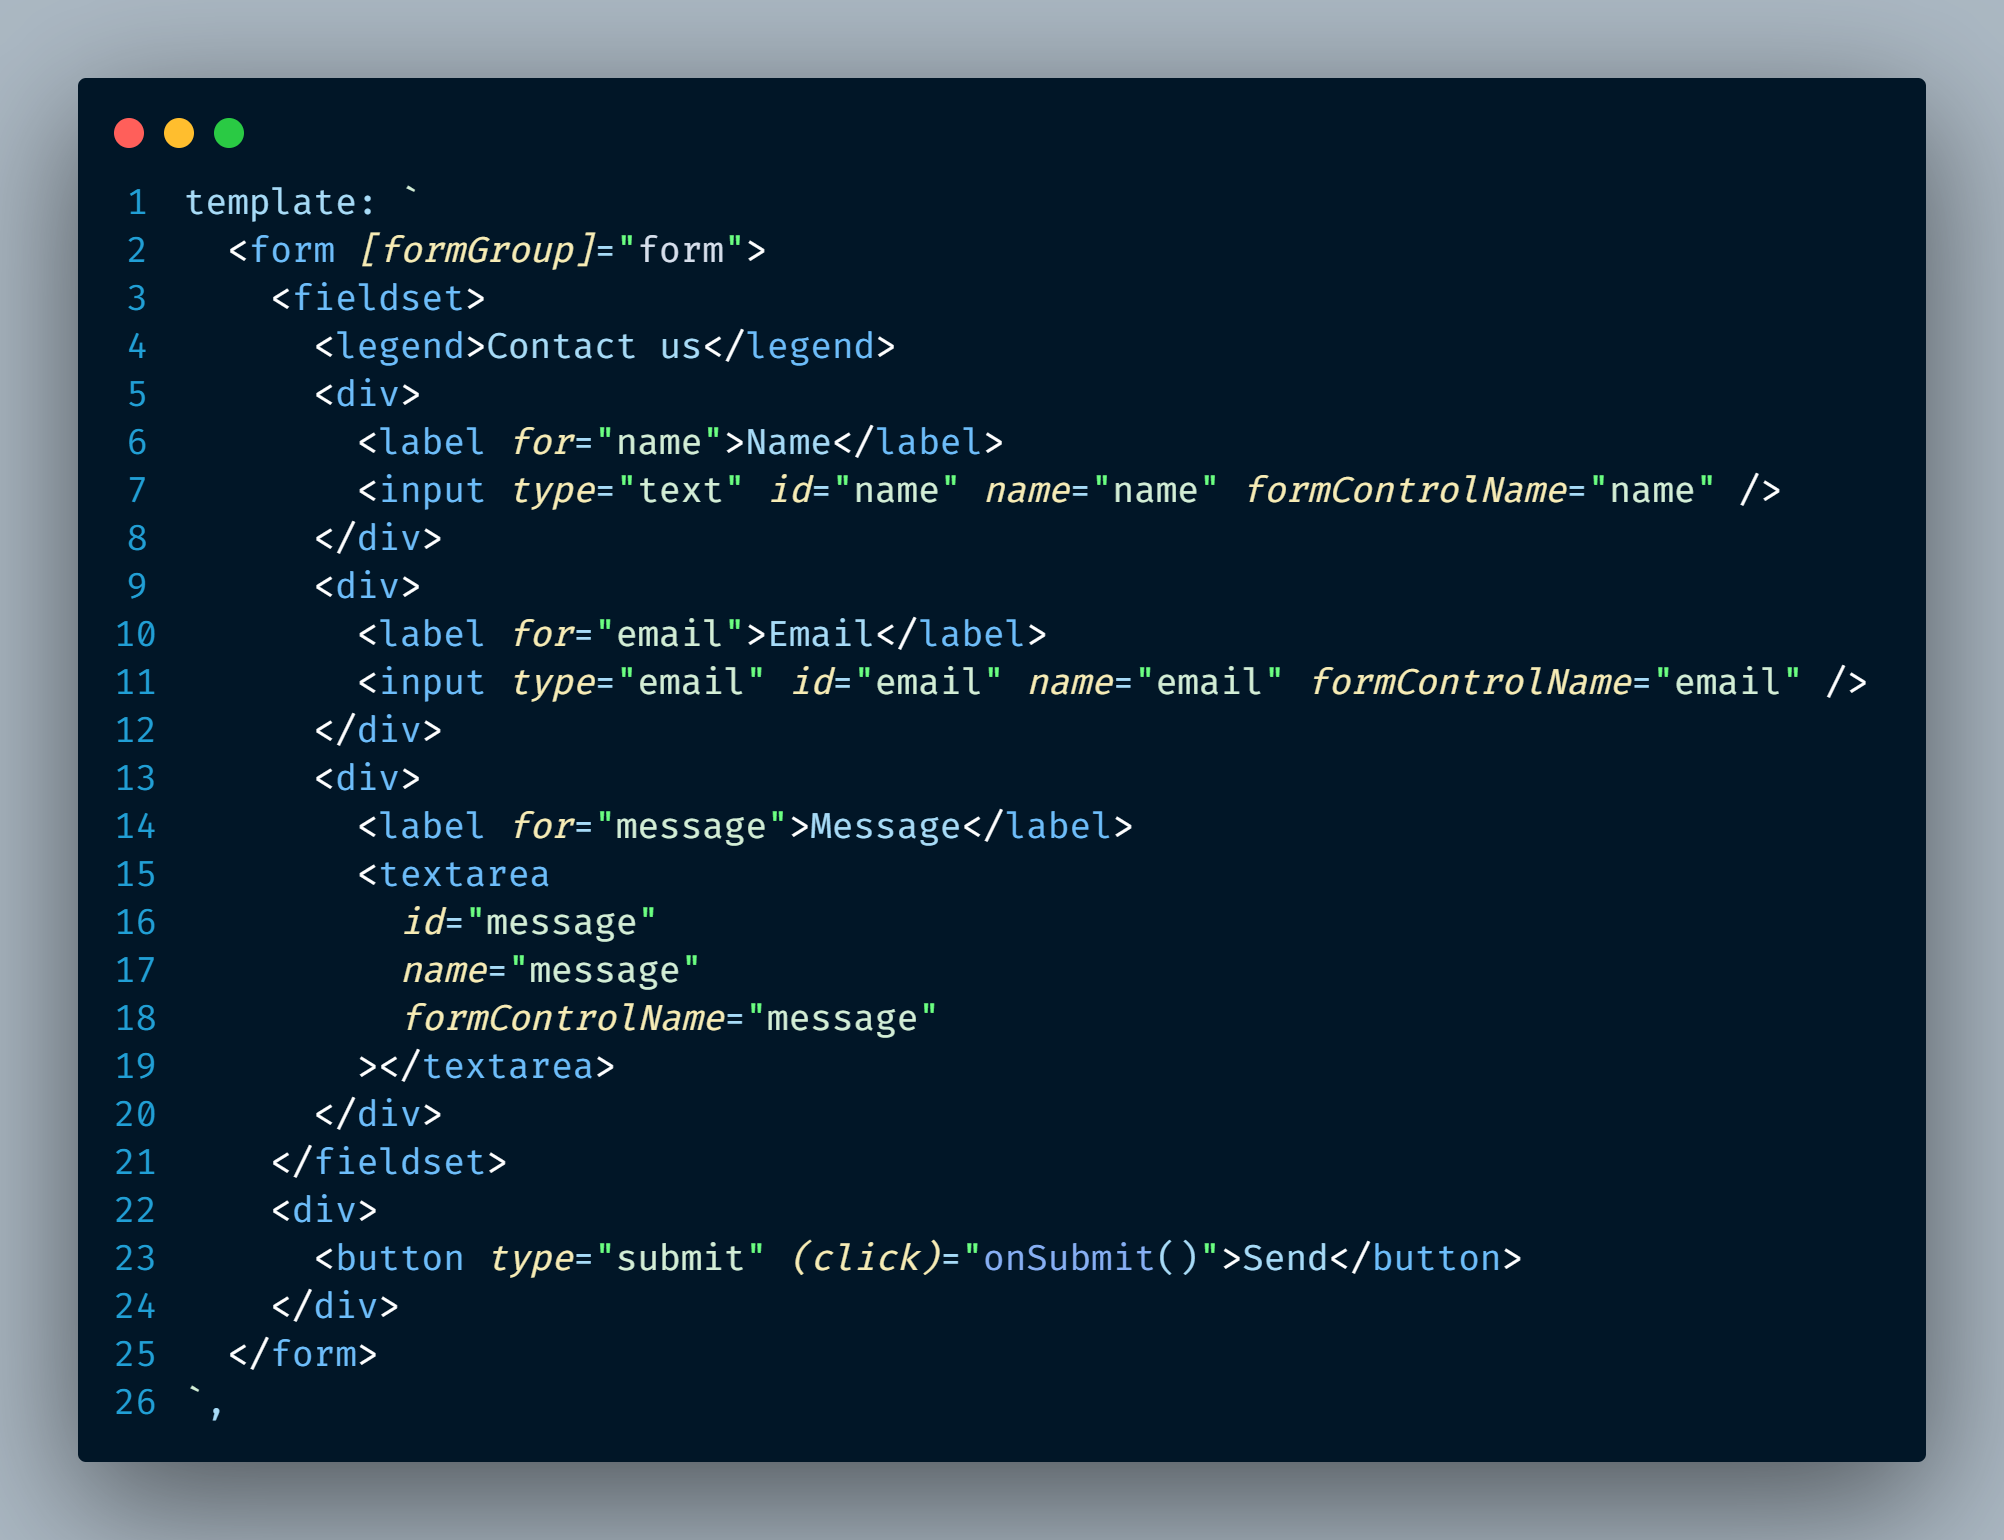 1 template: `
2   <form [formGroup]="form">
3     <fieldset>
4       <legend>Contact us</legend>
5       <div>
6         <label for="name">Name</label>
7         <input type="text" id="name" name="name" formControlName="name" />
8       </div>
9       <div>
10         <label for="email">Email</label>
11         <input type="email" id="email" name="email" formControlName="email" />
12       </div>
13       <div>
14         <label for="message">Message</label>
15         <textarea
16           id="message"
17           name="message"
18           formControlName="message"
19         ></textarea>
20       </div>
21     </fieldset>
22     <div>
23       <button type="submit" (click)="onSubmit()">Send</button>
24     </div>
25   </form>
26 `,